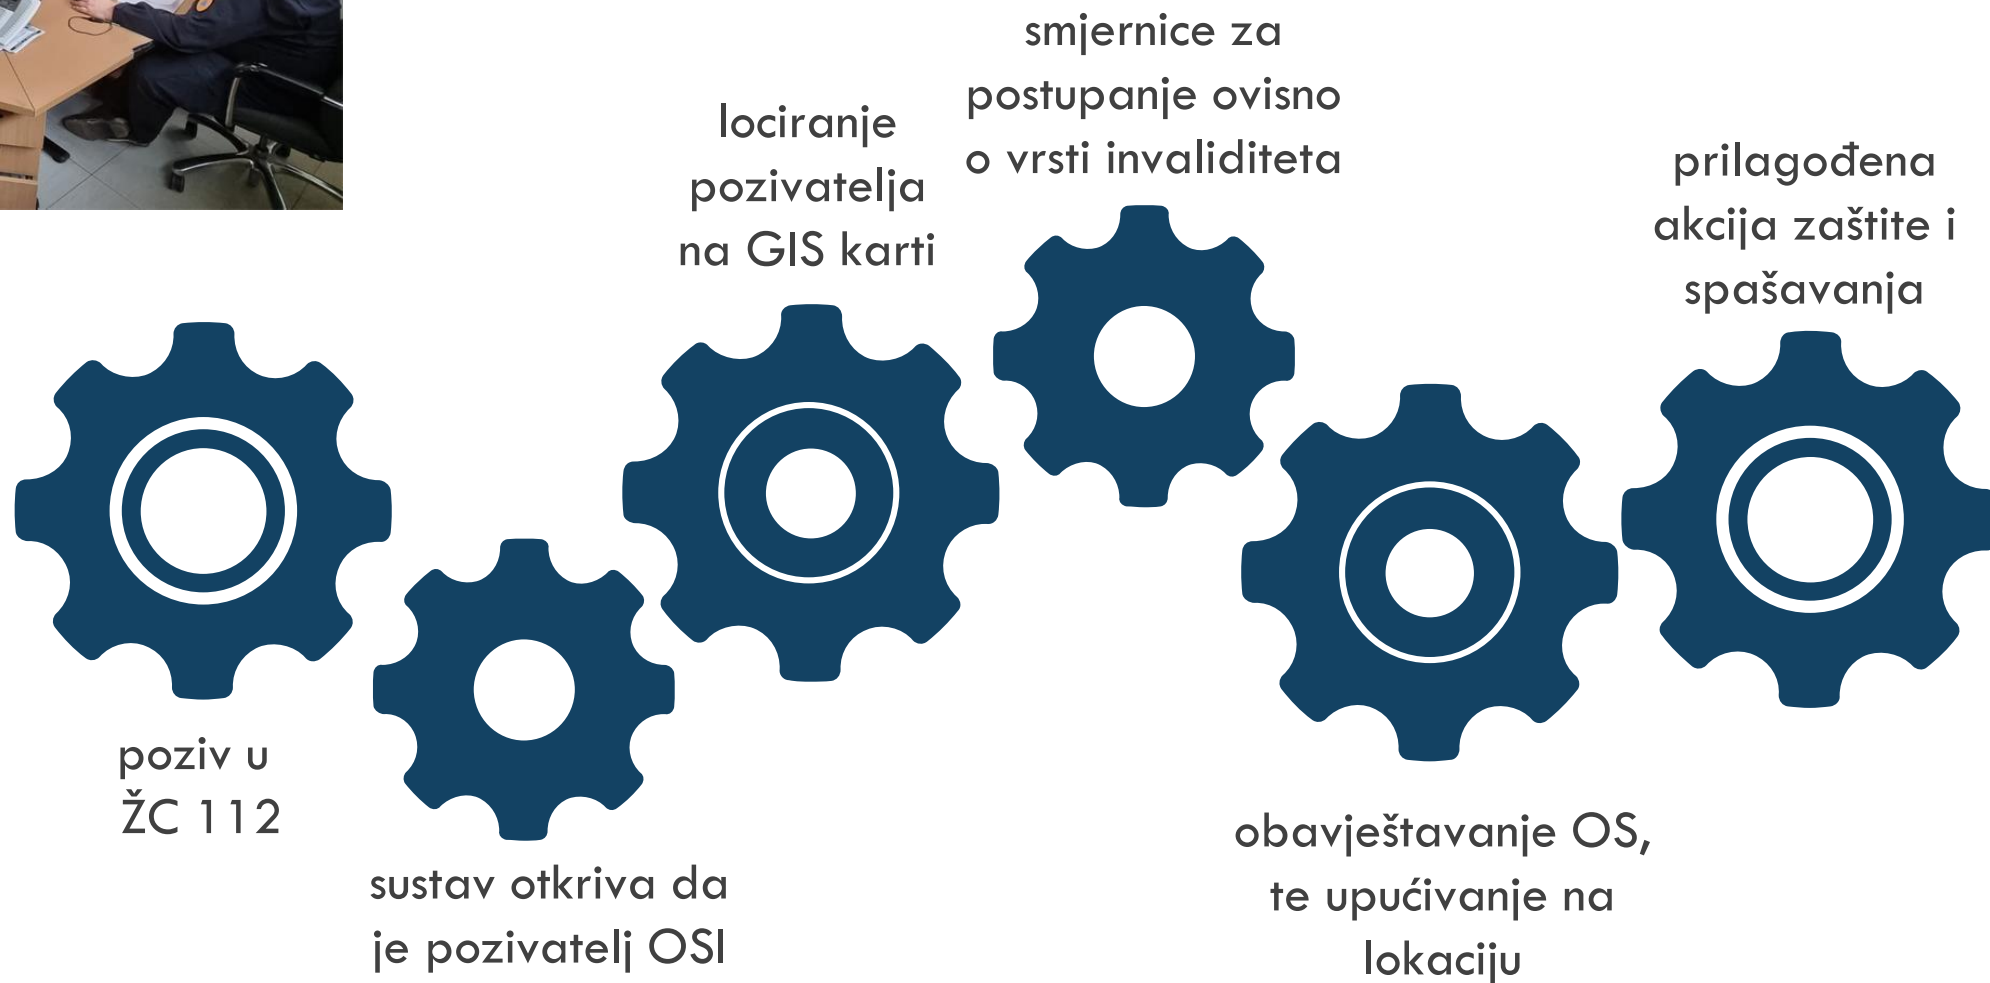 poziv u
ŽC 112
sustav otkriva da
je pozivatelj OSI
lociranje
pozivatelja
na GIS karti
smjernice za
postupanje ovisno
o vrsti invaliditeta
obavještavanje OS,
te upućivanje na
lokaciju
prilagođena
akcija zaštite i
spašavanja